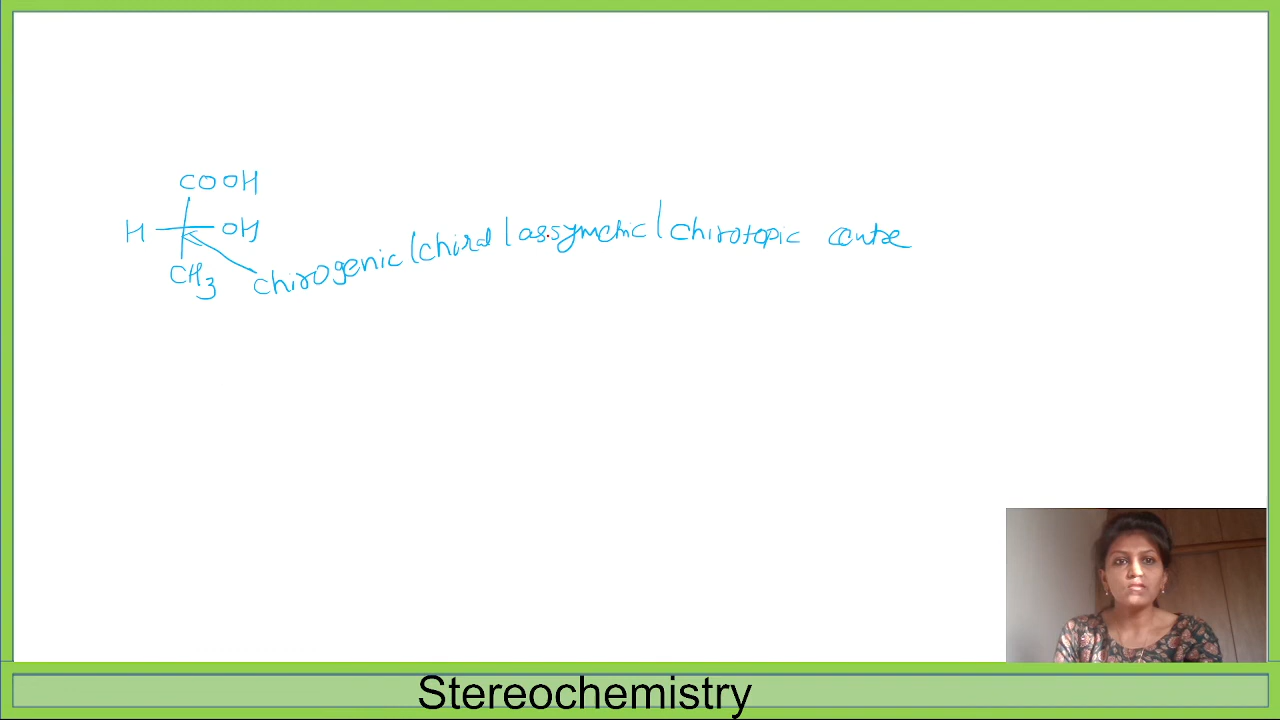 COOH
H OH
CH3
chirogenic/chiral/assymetric/chirotopic centre
Stereochemistry